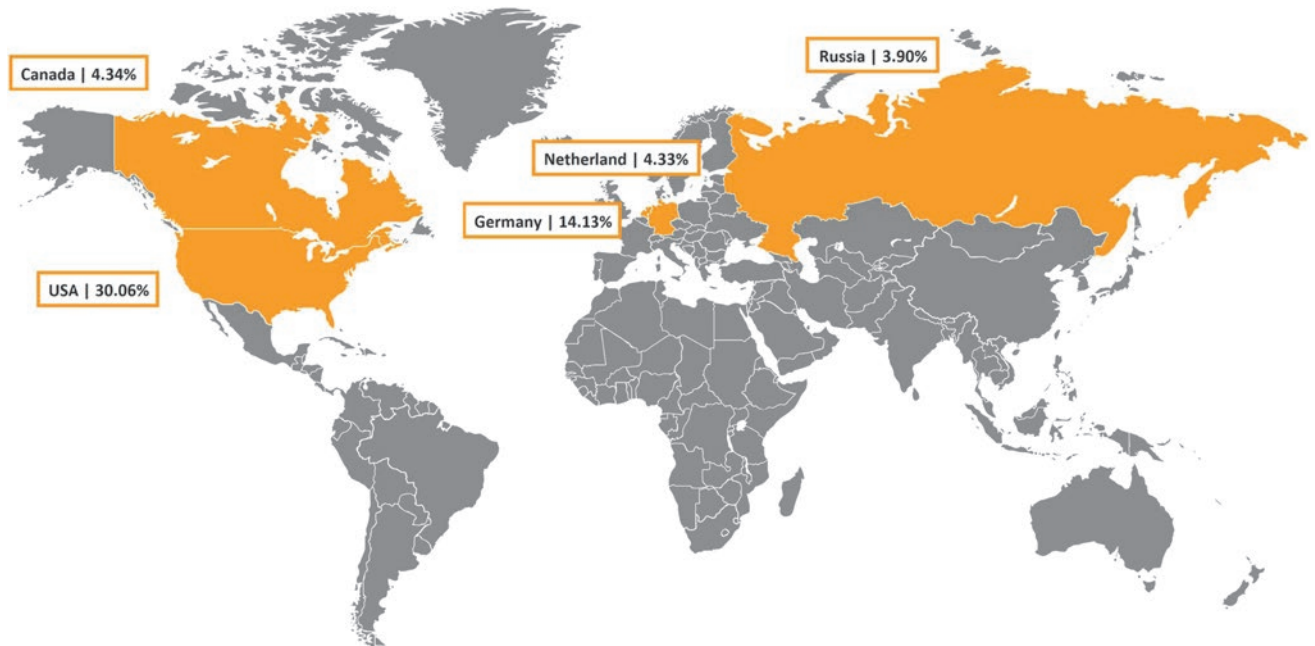 Canada | 4.34%
Russia | 3.90%
Netherland | 4.33%
Germany | 14.13%
USA | 30.06%